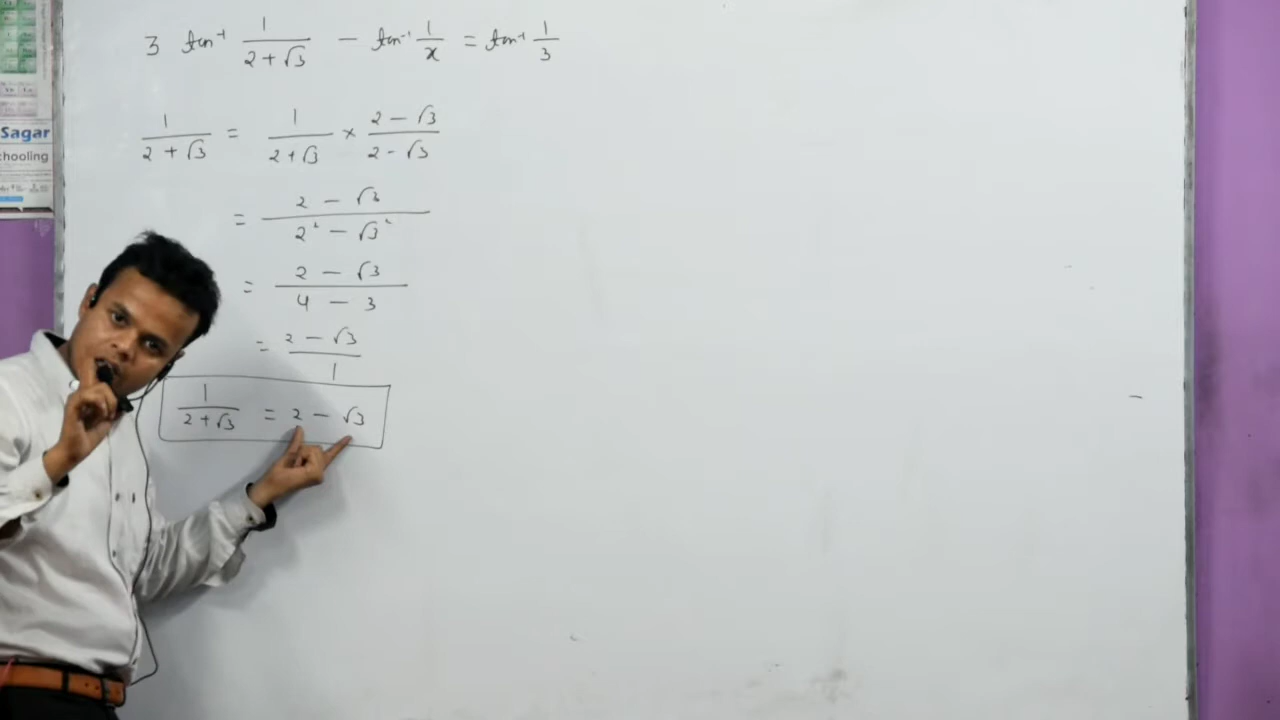 3 tan⁻¹ 1/(2+√3) - tan⁻¹ 1/x = tan⁻¹ 1/3
1/(2+√3) = 1/(2+√3) × (2-√3)/(2-√3)
Sagar
chooling
= (2-√3)/(2²-√3²)
= (2-√3)/(4-3)
= (2-√3)/1
1/(2+√3) = 2-√3